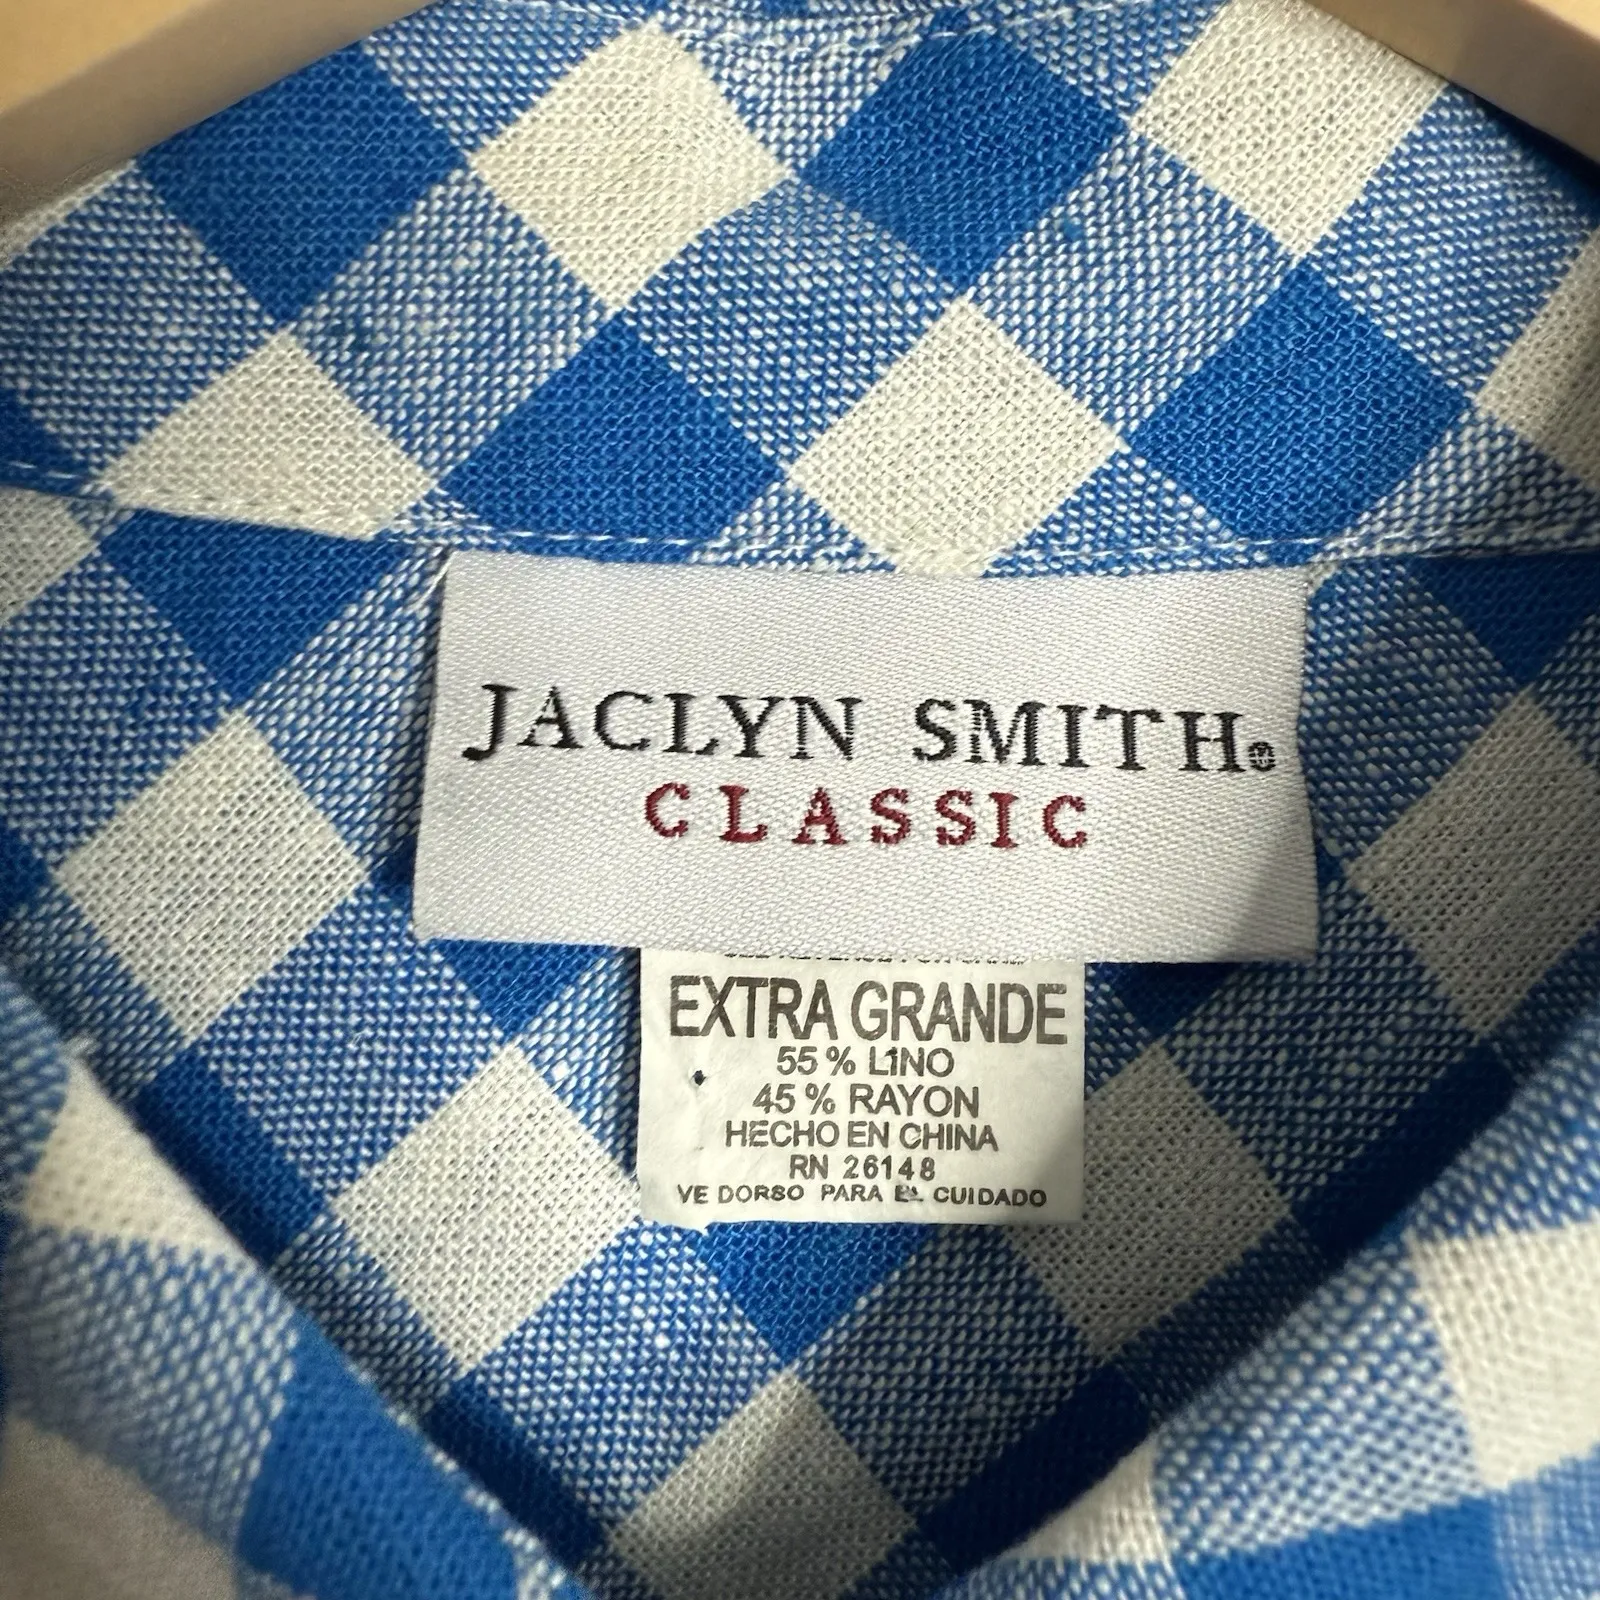 JACLYN SMITH®
CLASSIC
EXTRA GRANDE
55% LINO
45% RAYON
HECHO EN CHINA
RN 26148
VE DORSO PARA EL CUIDADO